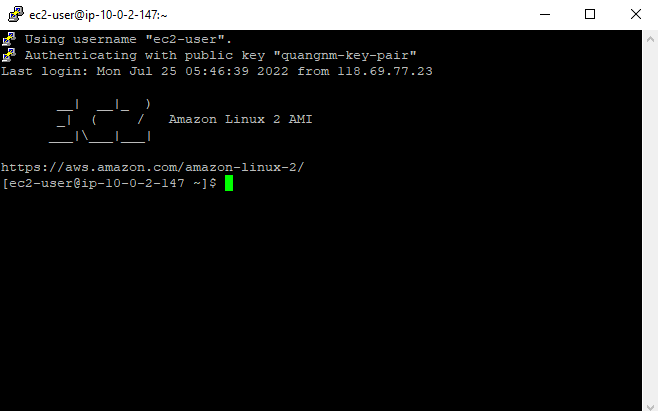 ec2-user@ip-10-0-2-147:~
Using username "ec2-user".
Authenticating with public key "quangnm-key-pair"
Last login: Mon Jul 25 05:46:39 2022 from 118.69.77.23
       __|  __|_  )
       _|  (     /   Amazon Linux 2 AMI
      ___|\___|___|
https://aws.amazon.com/amazon-linux-2/
[ec2-user@ip-10-0-2-147 ~]$